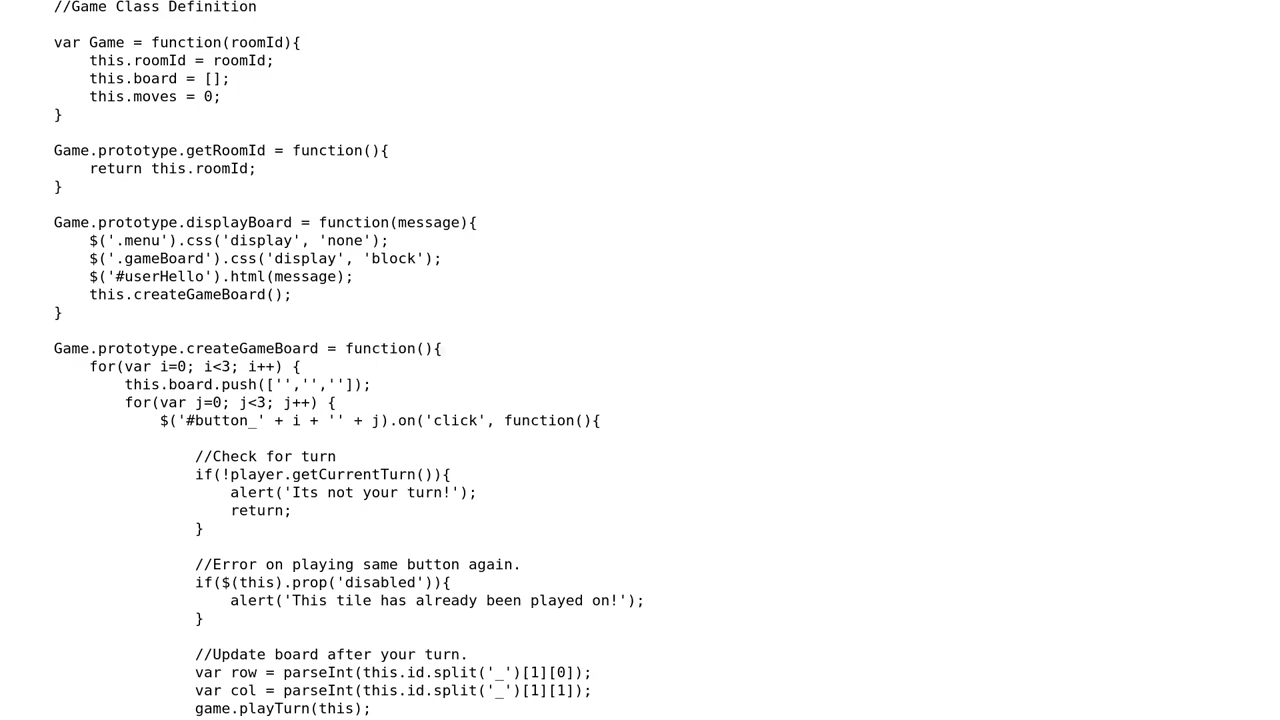 //Game Class Definition
var Game = function(roomId){
this.roomId = roomId;
this.board = [];
this.moves = 0;
}
Game.prototype.getRoomId = function(){
return this.roomId;
}
Game.prototype.displayBoard = function(message){
$('.menu').css('display', 'none');
$('.gameBoard').css('display', 'block');
$('#userHello').html(message);
this.createGameBoard();
}
Game.prototype.createGameBoard = function(){
for(var i=0; i<3; i++) {
this.board.push(['','','']);
for(var j=0; j<3; j++) {
$('#button_' + i + '' + j).on('click', function(){
//Check for turn
if(!player.getCurrentTurn()){
alert('Its not your turn!');
return;
}
//Error on playing same button again.
if($(this).prop('disabled')){
alert('This tile has already been played on!');
}
//Update board after your turn.
var row = parseInt(this.id.split('_')[1][0]);
var col = parseInt(this.id.split('_')[1][1]);
game.playTurn(this);